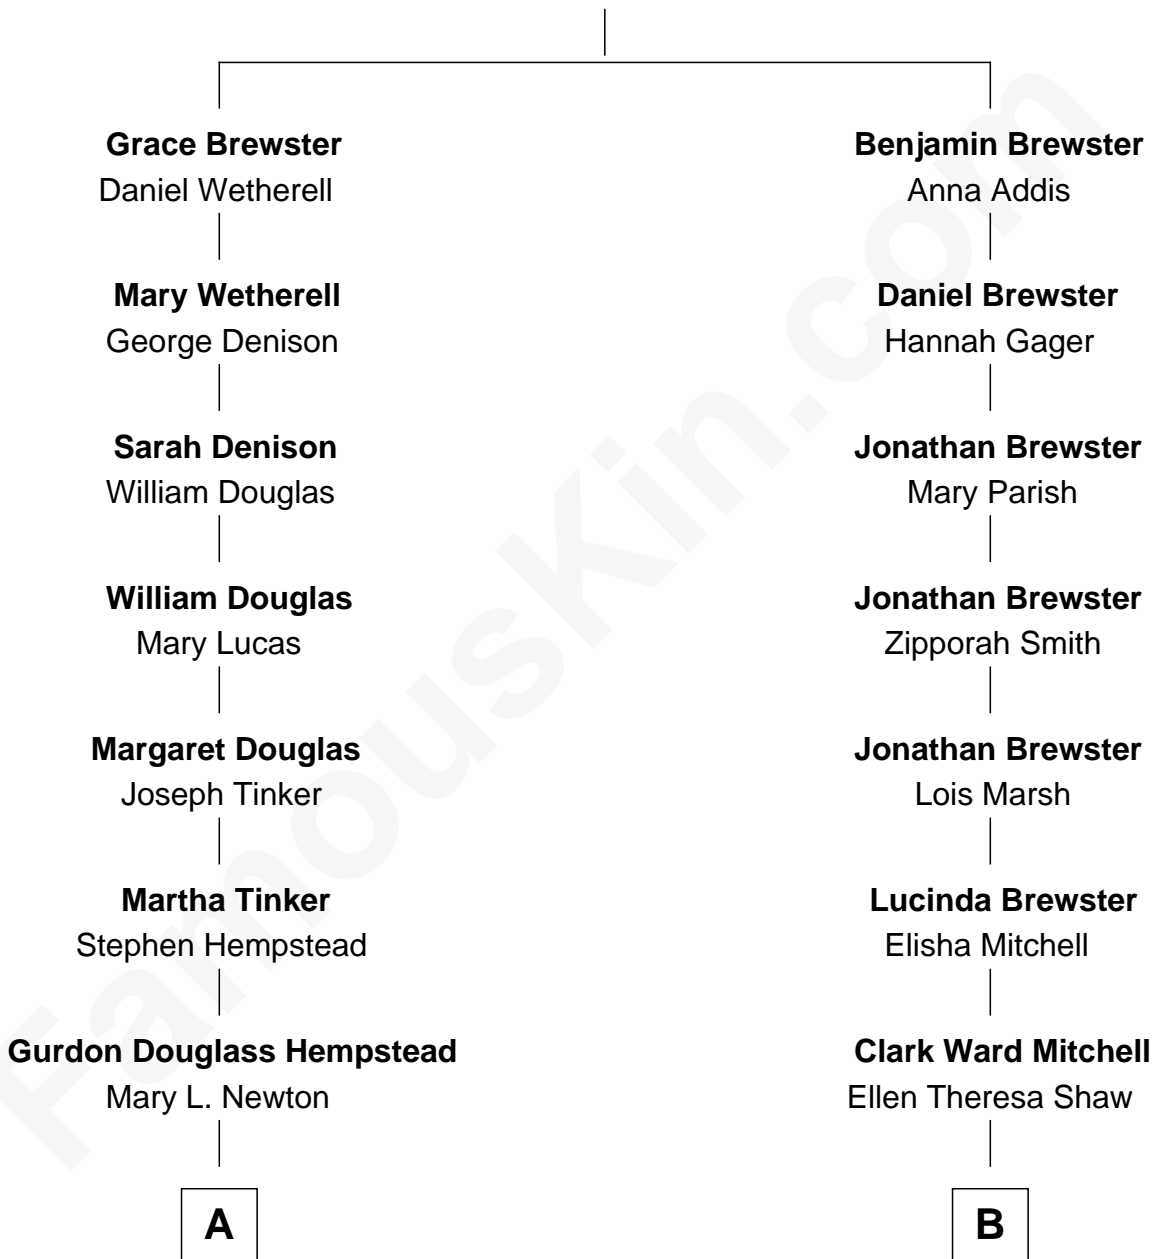 Grace Brewster
Daniel Wetherell
Mary Wetherell
George Denison
Sarah Denison
William Douglas
William Douglas
Mary Lucas
Margaret Douglas
Joseph Tinker
Martha Tinker
Stephen Hempstead
Gurdon Douglass Hempstead
Mary L. Newton
A
Benjamin Brewster
Anna Addis
Daniel Brewster
Hannah Gager
Jonathan Brewster
Mary Parish
Jonathan Brewster
Zipporah Smith
Jonathan Brewster
Lois Marsh
Lucinda Brewster
Elisha Mitchell
Clark Ward Mitchell
Ellen Theresa Shaw
B
FamousKin.com